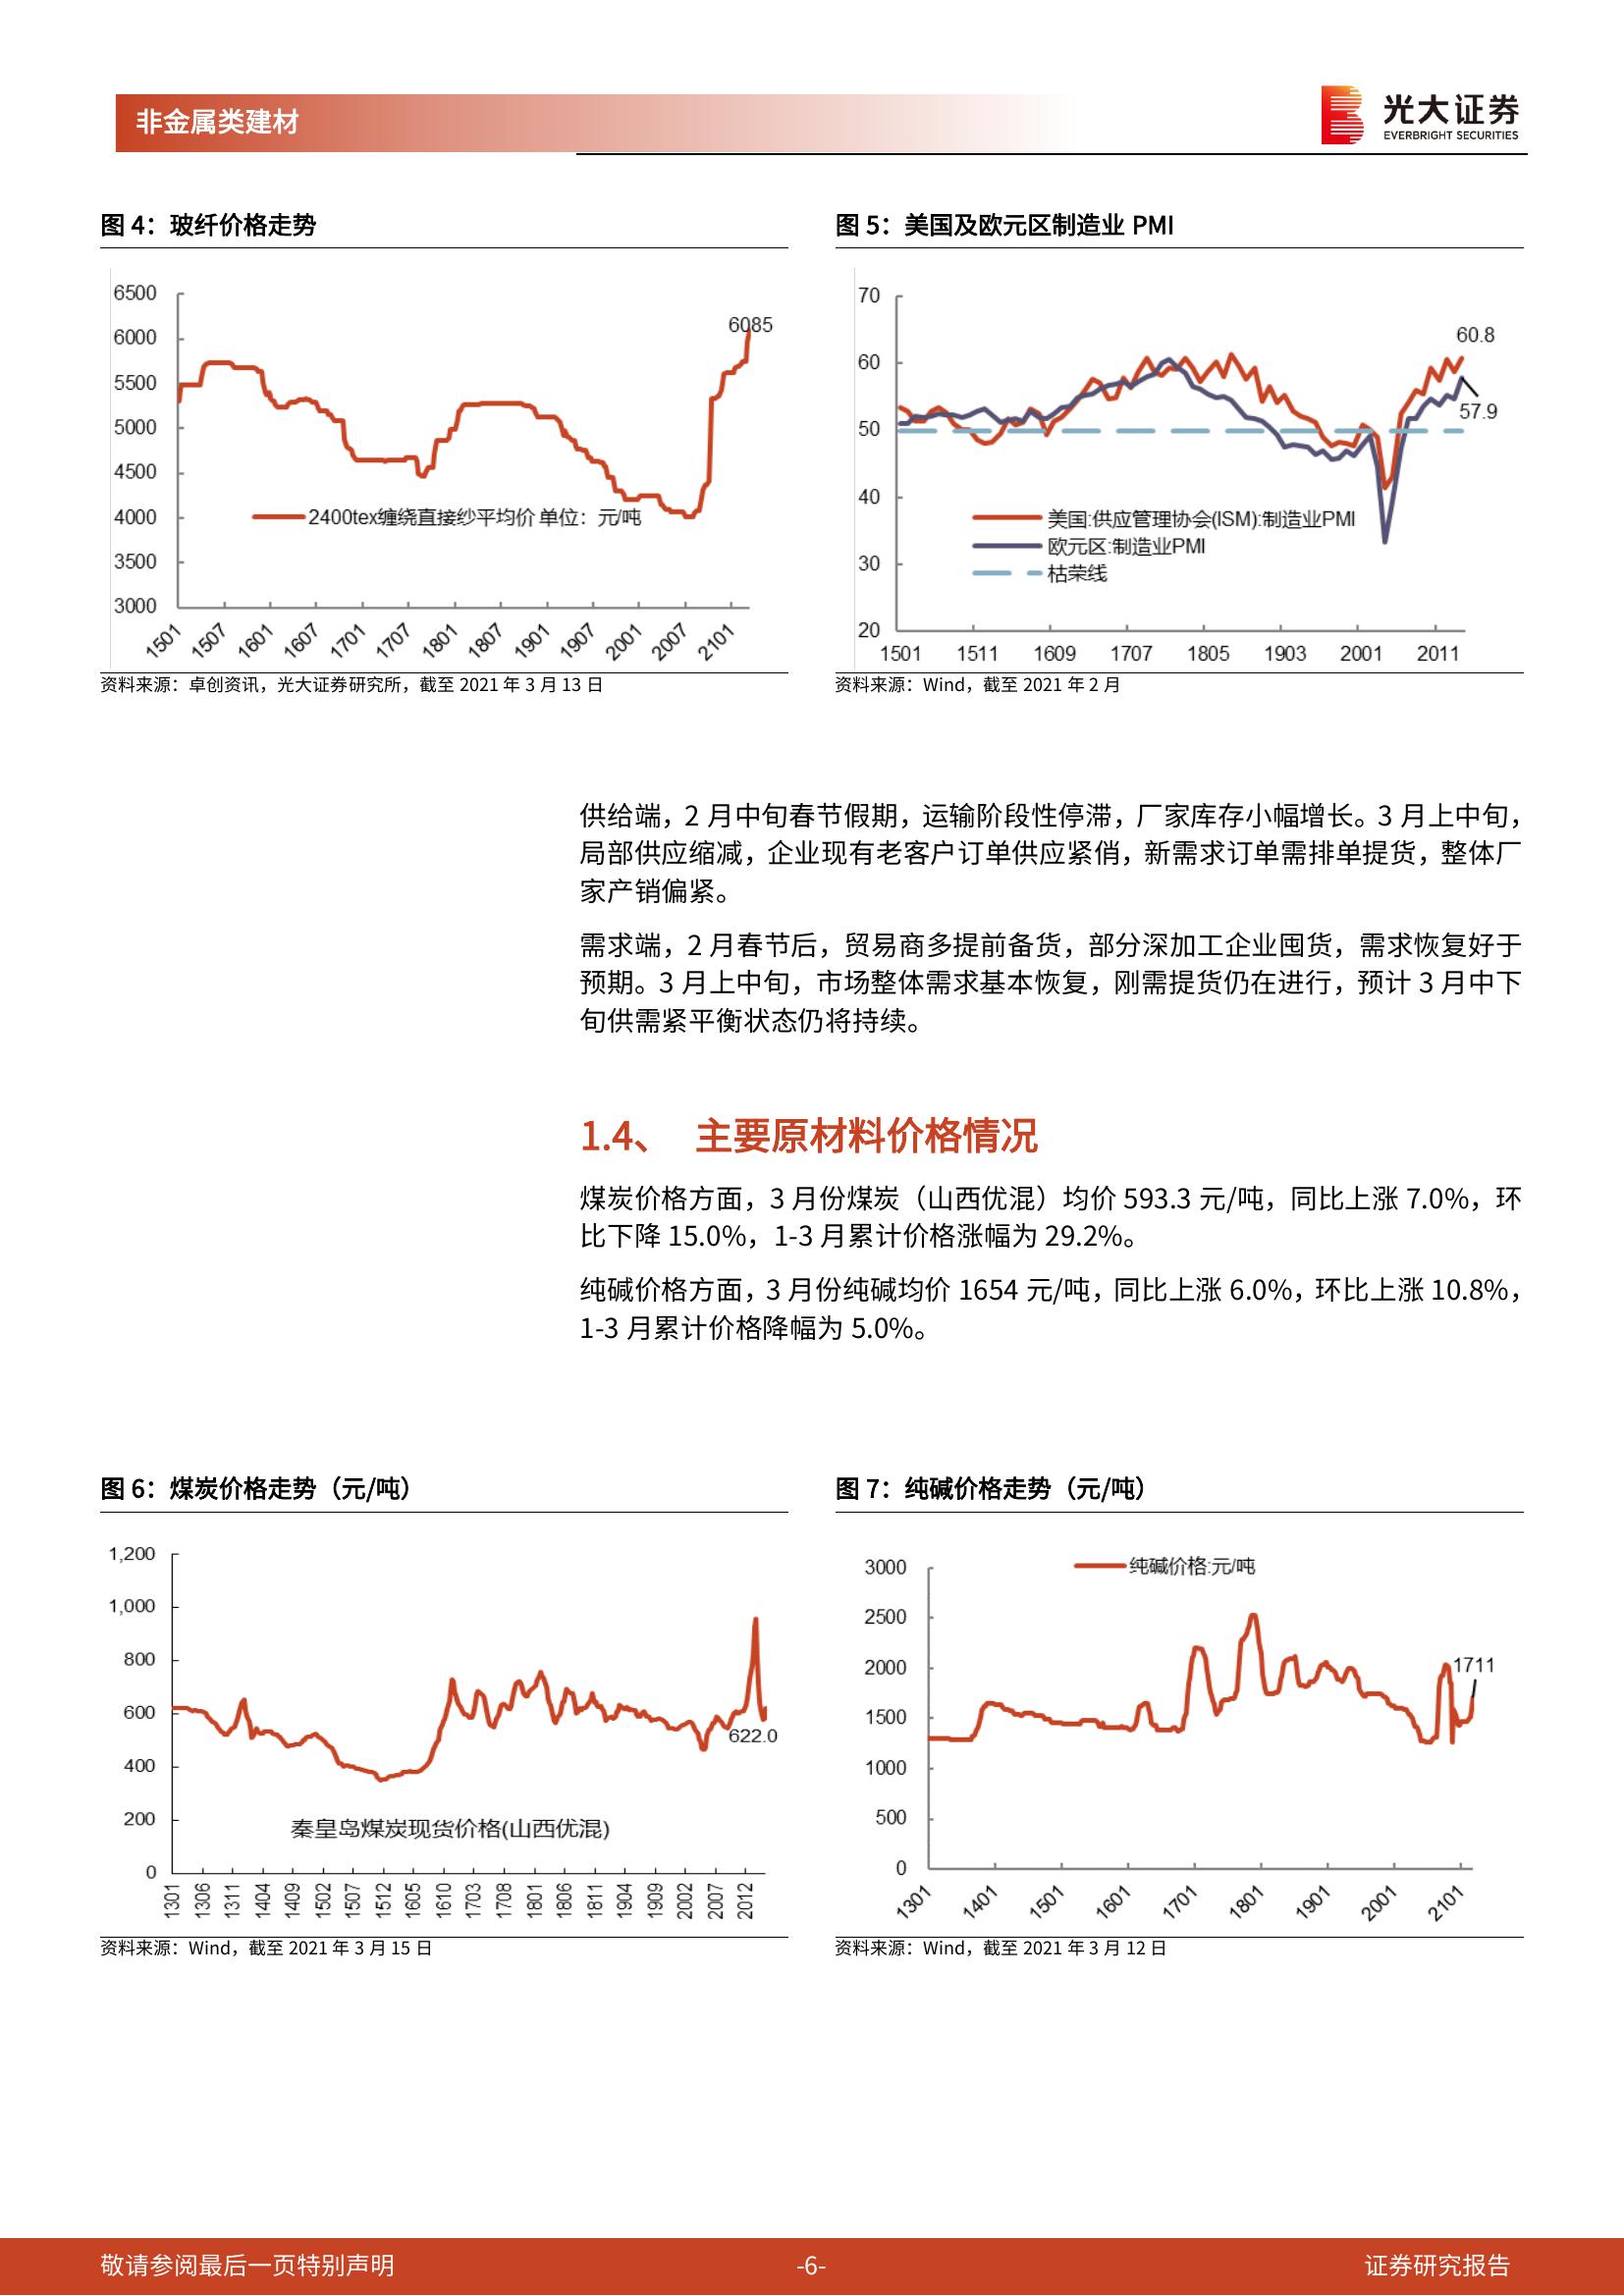 非金属类建材
光大证券
EVERBRIGHT SECURITIES
图 4：玻纤价格走势
6500
6000
5500
5000
4500
4000
3500
3000
6085
2400tex缠绕直接纱平均价 单位：元/吨
1501 1507 1601 1607 1701 1707 1801 1807 1901 1907 2001 2007 2101
资料来源：卓创资讯，光大证券研究所，截至 2021 年 3 月 13 日
图 5：美国及欧元区制造业 PMI
70
60
50
40
30
20
60.8
57.9
美国:供应管理协会(ISM):制造业PMI
欧元区:制造业PMI
枯荣线
1501 1511 1609 1707 1805 1903 2001 2011
资料来源：Wind，截至 2021 年 2 月
供给端，2 月中旬春节假期，运输阶段性停滞，厂家库存小幅增长。3 月上中旬，
局部供应缩减，企业现有老客户订单供应紧俏，新需求订单需排单提货，整体厂
家产销偏紧。
需求端，2 月春节后，贸易商多提前备货，部分深加工企业囤货，需求恢复好于
预期。3 月上中旬，市场整体需求基本恢复，刚需提货仍在进行，预计 3 月中下
旬供需紧平衡状态仍将持续。
1.4、 主要原材料价格情况
煤炭价格方面，3 月份煤炭（山西优混）均价 593.3 元/吨，同比上涨 7.0%，环
比下降 15.0%，1-3 月累计价格涨幅为 29.2%。
纯碱价格方面，3 月份纯碱均价 1654 元/吨，同比上涨 6.0%，环比上涨 10.8%，
1-3 月累计价格降幅为 5.0%。
图 6：煤炭价格走势（元/吨）
1,200
1,000
800
600
400
200
0
622.0
秦皇岛煤炭现货价格(山西优混)
1301 1306 1311 1404 1409 1502 1507 1512 1605 1610 1703 1708 1801 1806 1811 1904 1909 2002 2007 2012
资料来源：Wind，截至 2021 年 3 月 15 日
图 7：纯碱价格走势（元/吨）
纯碱价格:元/吨
3000
2500
2000
1500
1000
500
0
1711
1301 1401 1501 1601 1701 1801 1901 2001 2101
资料来源：Wind，截至 2021 年 3 月 12 日
敬请参阅最后一页特别声明
-6-
证券研究报告